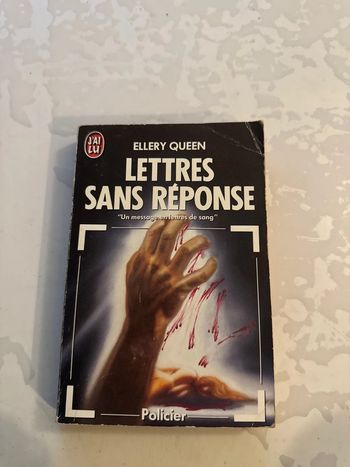 J'AI
LU
ELLERY QUEEN
LETTRES
SANS RÉPONSE
"Un message en lettres de sang"
Policier